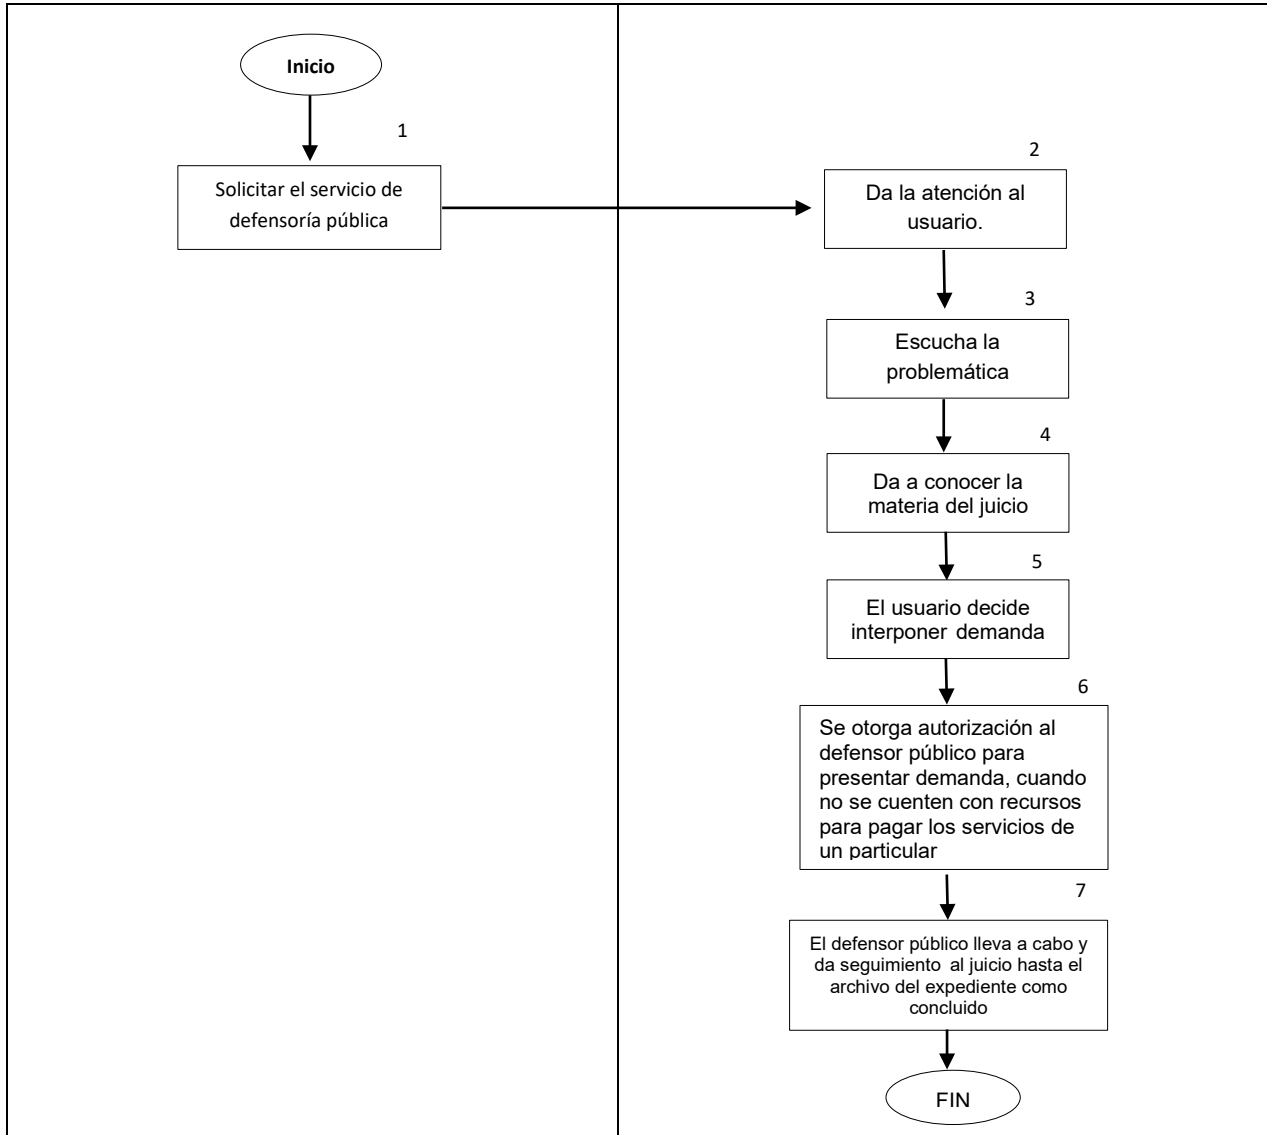 Inicio
1
Solicitar el servicio de
defensoría pública
2
Da la atención al
usuario.
3
Escucha la
problemática
4
Da a conocer la
materia del juicio
5
El usuario decide
interponer demanda
6
Se otorga autorización al
defensor público para
presentar demanda, cuando
no se cuenten con recursos
para pagar los servicios de
un particular
7
El defensor público lleva a cabo y
da seguimiento al juicio hasta el
archivo del expediente como
concluido
FIN